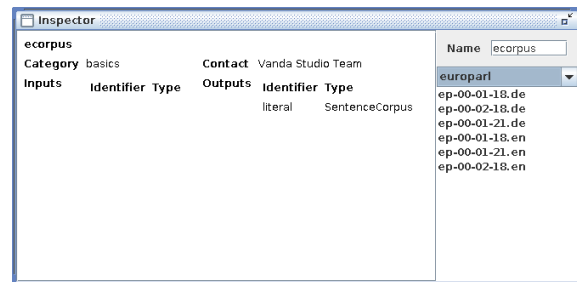 Inspector
ecorpus
Category basics Contact Vanda Studio Team
Inputs Identifier Type Outputs Identifier Type
literal SentenceCorpus
Name ecorpus
europarl
ep-00-01-18.de
ep-00-02-18.de
ep-00-01-21.de
ep-00-01-18.en
ep-00-01-21.en
ep-00-02-18.en